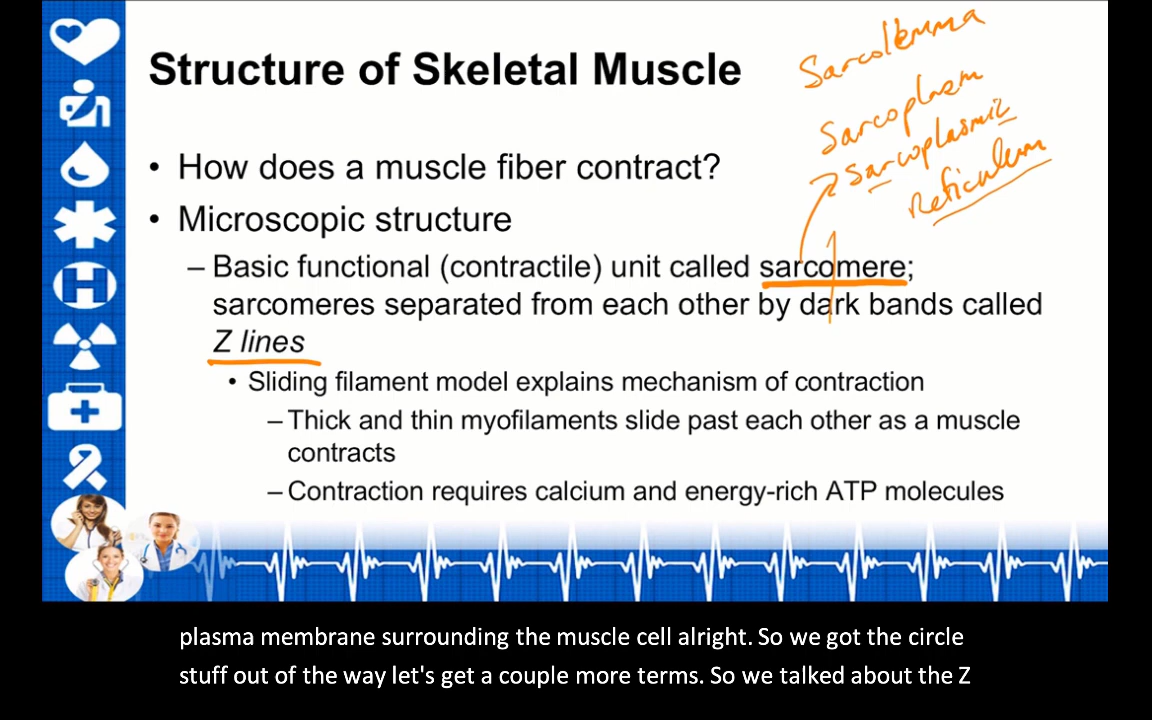 Structure of Skeletal Muscle
Sarcolemma
Sarcoplasm
sarcoplasmic
Reticulum
• How does a muscle fiber contract?
• Microscopic structure
– Basic functional (contractile) unit called sarcomere;
sarcomeres separated from each other by dark bands called
Z lines
• Sliding filament model explains mechanism of contraction
– Thick and thin myofilaments slide past each other as a muscle
contracts
– Contraction requires calcium and energy-rich ATP molecules
H
plasma membrane surrounding the muscle cell alright. So we got the circle
stuff out of the way let's get a couple more terms. So we talked about the Z